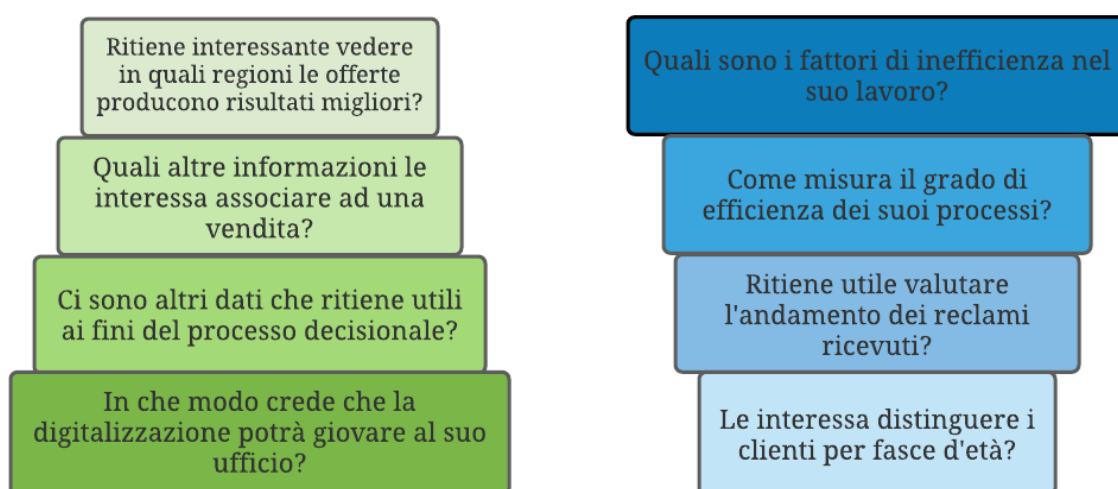 Ritiene interessante vedere
in quali regioni le offerte
producono risultati migliori?
Quali altre informazioni le
interessa associare ad una
vendita?
Ci sono altri dati che ritiene utili
ai fini del processo decisionale?
In che modo crede che la
digitalizzazione potrà giovare al suo
ufficio?
Quali sono i fattori di inefficienza nel
suo lavoro?
Come misura il grado di
efficienza dei suoi processi?
Ritiene utile valutare
l'andamento dei reclami
ricevuti?
Le interessa distinguere i
clienti per fasce d'età?